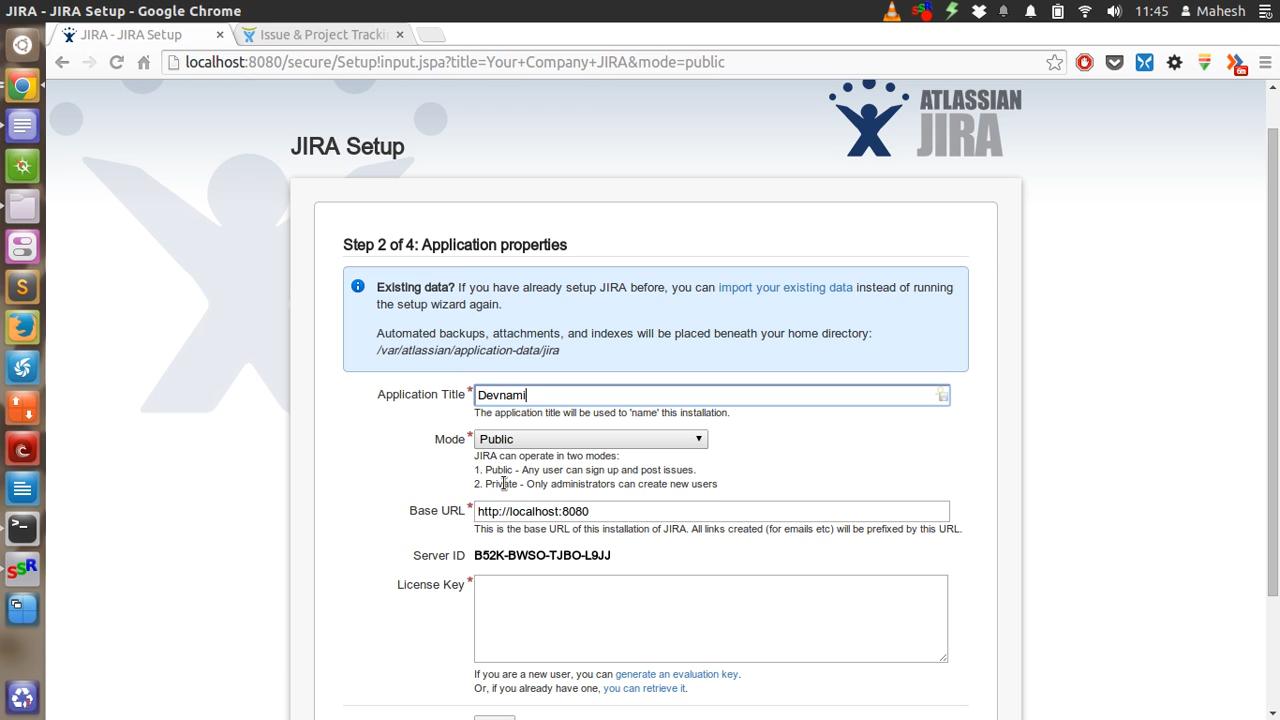 JIRA - JIRA Setup - Google Chrome
11:45
Mahesh
JIRA - JIRA Setup
Issue & Project Tracki
localhost:8080/secure/SetupInput.jspa?title=Your+Company+JIRA&mode=public
ATLASSIAN
JIRA
JIRA Setup
Step 2 of 4: Application properties
Existing data? If you have already setup JIRA before, you can import your existing data instead of running
the setup wizard again.
Automated backups, attachments, and indexes will be placed beneath your home directory:
/var/atlassian/application-data/jira
Application Title*
Devnami
The application title will be used to 'name' this installation.
Mode*
Public
JIRA can operate in two modes:
1. Public - Any user can sign up and post issues.
2. Private - Only administrators can create new users
Base URL*
http://localhost:8080
This is the base URL of this installation of JIRA. All links created (for emails etc) will be prefixed by this URL.
Server ID
B52K-BWSO-TJBO-L9JJ
License Key*
If you are a new user, you can generate an evaluation key.
Or, if you already have one, you can retrieve it.